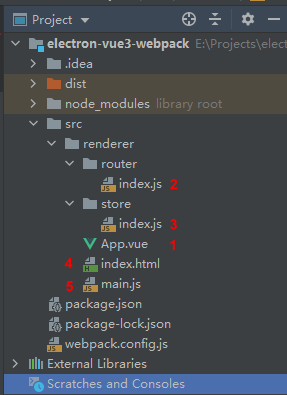 Project
electron-vue3-webpack E:\Projects\elect
.idea
dist
node_modules library root
src
renderer
router
index.js 2
store
index.js 3
App.vue 1
4 index.html
5 main.js
package.json
package-lock.json
webpack.config.js
External Libraries
Scratches and Consoles